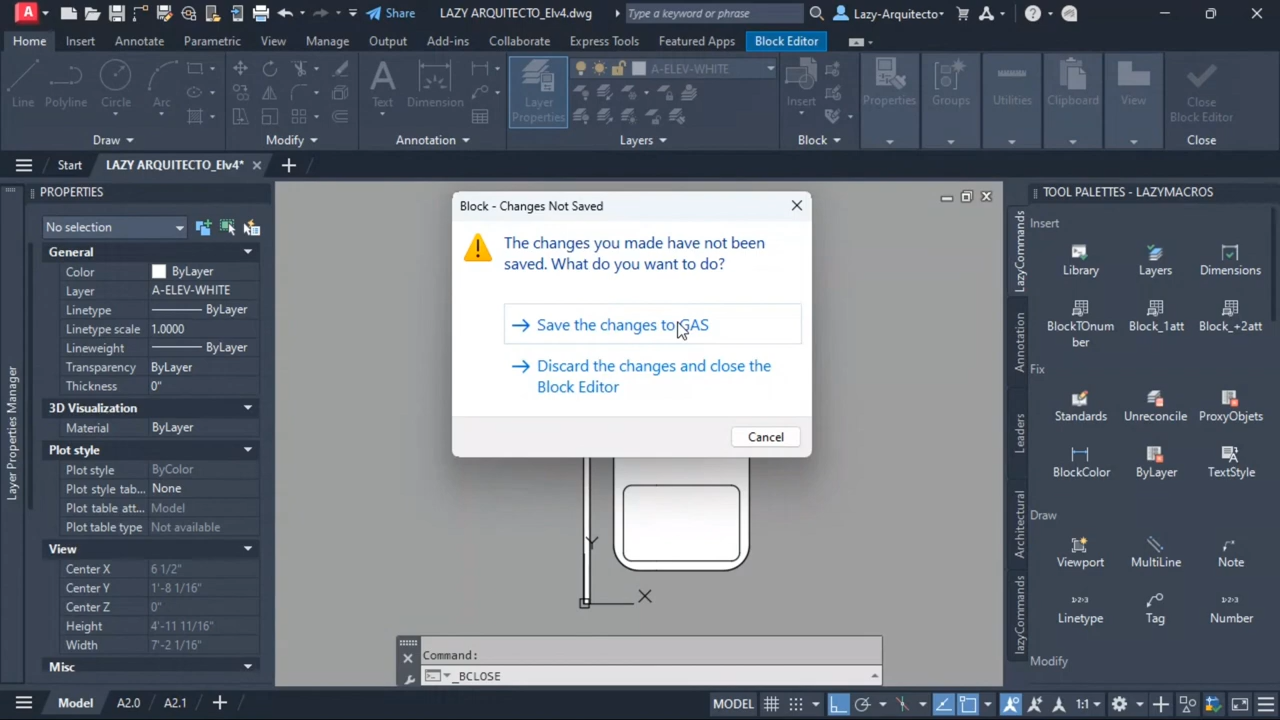 Share
LAZY ARQUITECTO_Elv4.dwg
Type a keyword or phrase
Lazy-Arquitecto
Home Insert Annotate Parametric View Manage Output Add-ins Collaborate Express Tools Featured Apps Block Editor
Line Polyline Circle Arc
Text Dimension
Layer Properties
A-ELEV-WHITE
Insert
Properties Groups Utilities Clipboard View
Close Block Editor
Draw Modify Annotation Layers Block Close
Start LAZY ARQUITECTO_Elv4*
PROPERTIES
No selection
General
Color ByLayer
Layer A-ELEV-WHITE
Linetype ByLayer
Linetype scale 1.0000
Lineweight ByLayer
Transparency ByLayer
Thickness 0"
3D Visualization
Material ByLayer
Plot style
Plot style ByColor
Plot style tab... None
Plot table att... Model
Plot table type Not available
View
Center X 6 1/2"
Center Y 1'-8 1/16"
Center Z 0"
Height 4'-11 11/16"
Width 7'-2 1/16"
Misc
Layer Properties Manager
Block - Changes Not Saved
The changes you made have not been
saved. What do you want to do?
Save the changes to GAS
Discard the changes and close the
Block Editor
Cancel
Y
X
Command:
_BCLOSE
TOOL PALETTES - LAZYMACROS
LazyCommands
Annotation
Leaders
Architectural
lazyCommands
Insert
Library Layers Dimensions
BlockTOnumber Block_1att Block_+2att
Fix
Standards Unreconcile ProxyObjets
BlockColor ByLayer TextStyle
Draw
Viewport MultiLine Note
Linetype Tag Number
Modify
Model A2.0 A2.1
MODEL
1:1